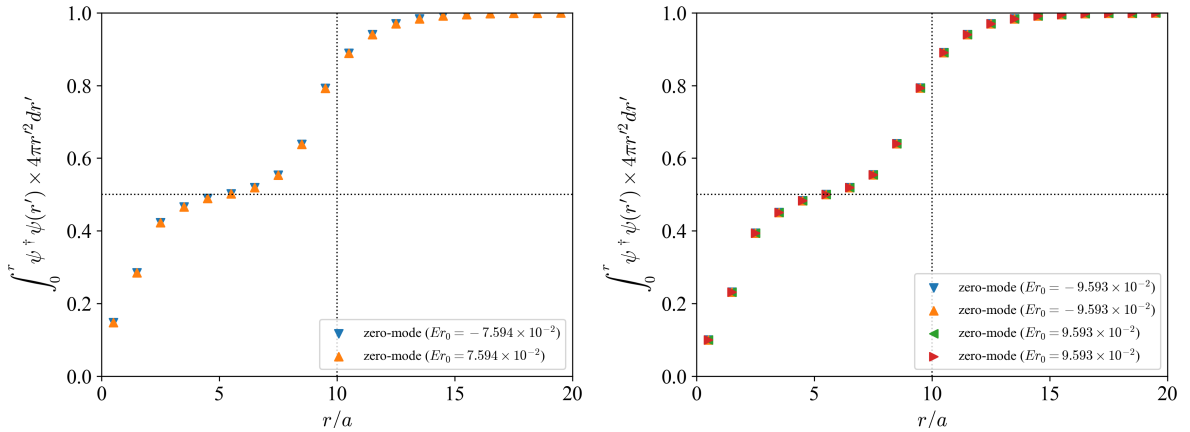 1.0
0.8
0.6
0.4
0.2
0.0
∫₀ʳ ψ†ψ(r′) × 4πr′²dr′
zero-mode (Er₀ = − 7.594 × 10⁻²)
zero-mode (Er₀ = 7.594 × 10⁻²)
0 5 10 15 20
r/a
1.0
0.8
0.6
0.4
0.2
0.0
∫₀ʳ ψ†ψ(r′) × 4πr′²dr′
zero-mode (Er₀ = − 9.593 × 10⁻²)
zero-mode (Er₀ = − 9.593 × 10⁻²)
zero-mode (Er₀ = 9.593 × 10⁻²)
zero-mode (Er₀ = 9.593 × 10⁻²)
0 5 10 15 20
r/a